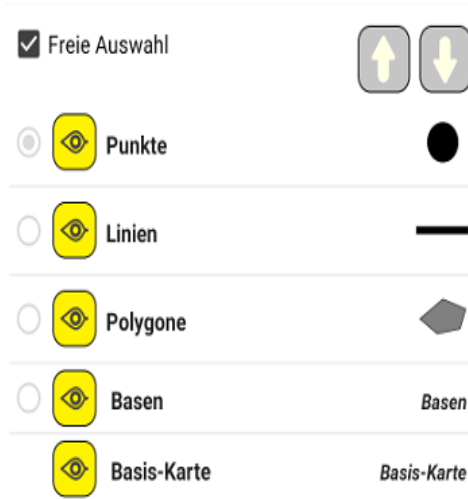 Freie Auswahl
Punkte
Linien
Polygone
Basen Basen
Basis-Karte Basis-Karte